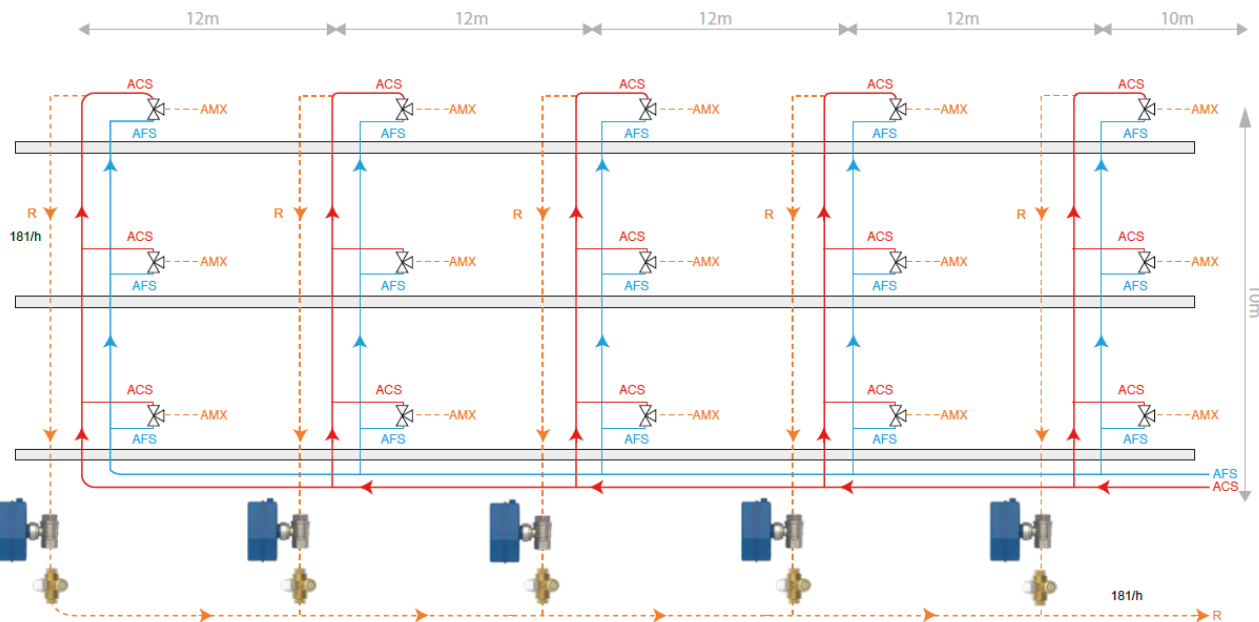 12m 12m 12m 12m 10m
ACS ACS ACS ACS ACS
AMX AMX AMX AMX AMX
AFS AFS AFS AFS AFS
R R R R
181/h
ACS ACS ACS ACS ACS
AMX AMX AMX AMX AMX
AFS AFS AFS AFS AFS
10m
ACS ACS ACS ACS ACS
AMX AMX AMX AMX AMX
AFS AFS AFS AFS AFS
AFS
ACS
181/h
R